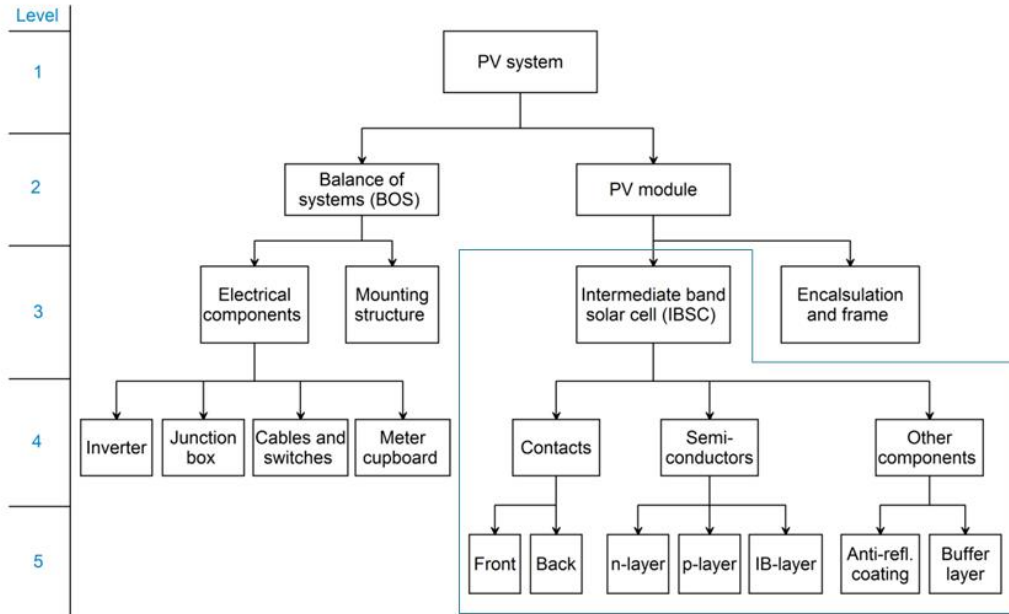 Level
1
PV system
2
Balance of
systems (BOS)
PV module
3
Electrical
components
Mounting
structure
Intermediate band
solar cell (IBSC)
Encalsulation
and frame
4
Inverter
Junction
box
Cables and
switches
Meter
cupboard
Contacts
Semi-
conductors
Other
components
5
Front
Back
n-layer
p-layer
IB-layer
Anti-refl.
coating
Buffer
layer